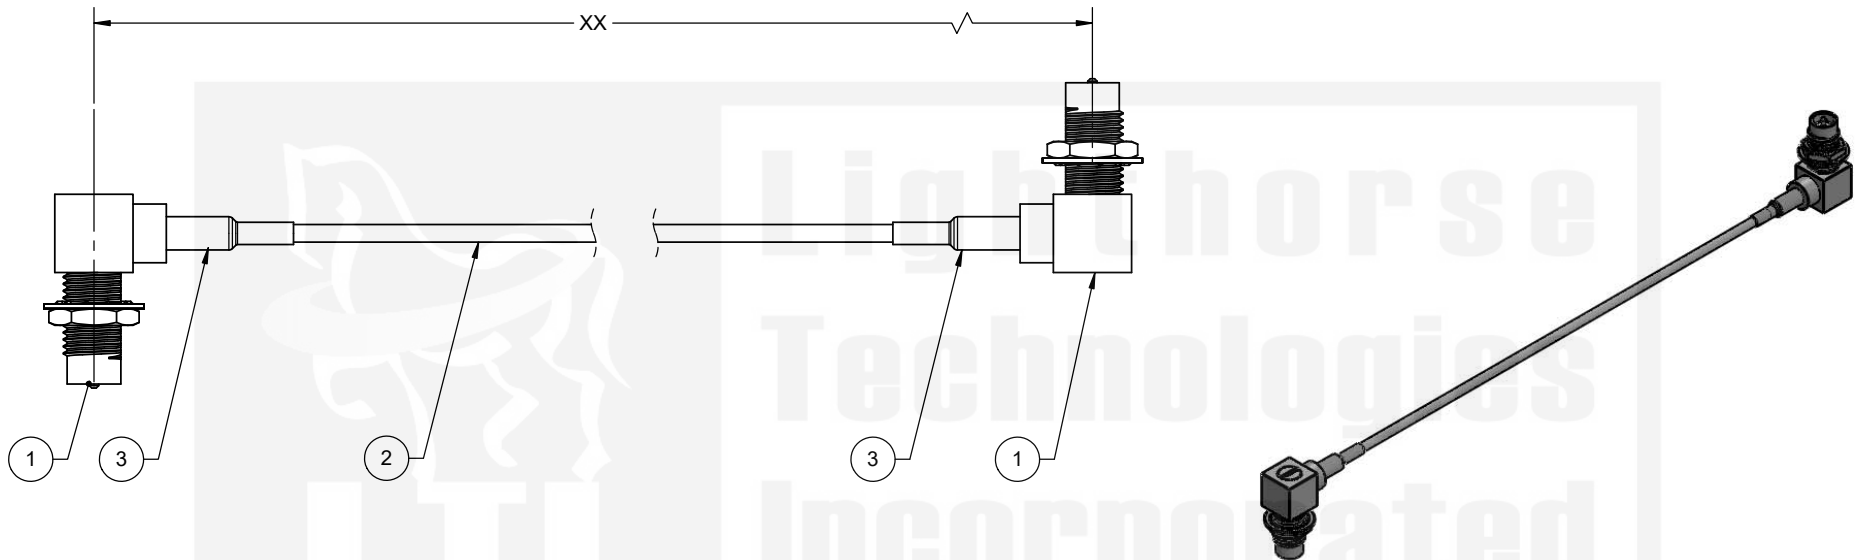 XX
Lighthorse
Technologies
Incorporated
LTI
1
3
2
3
1